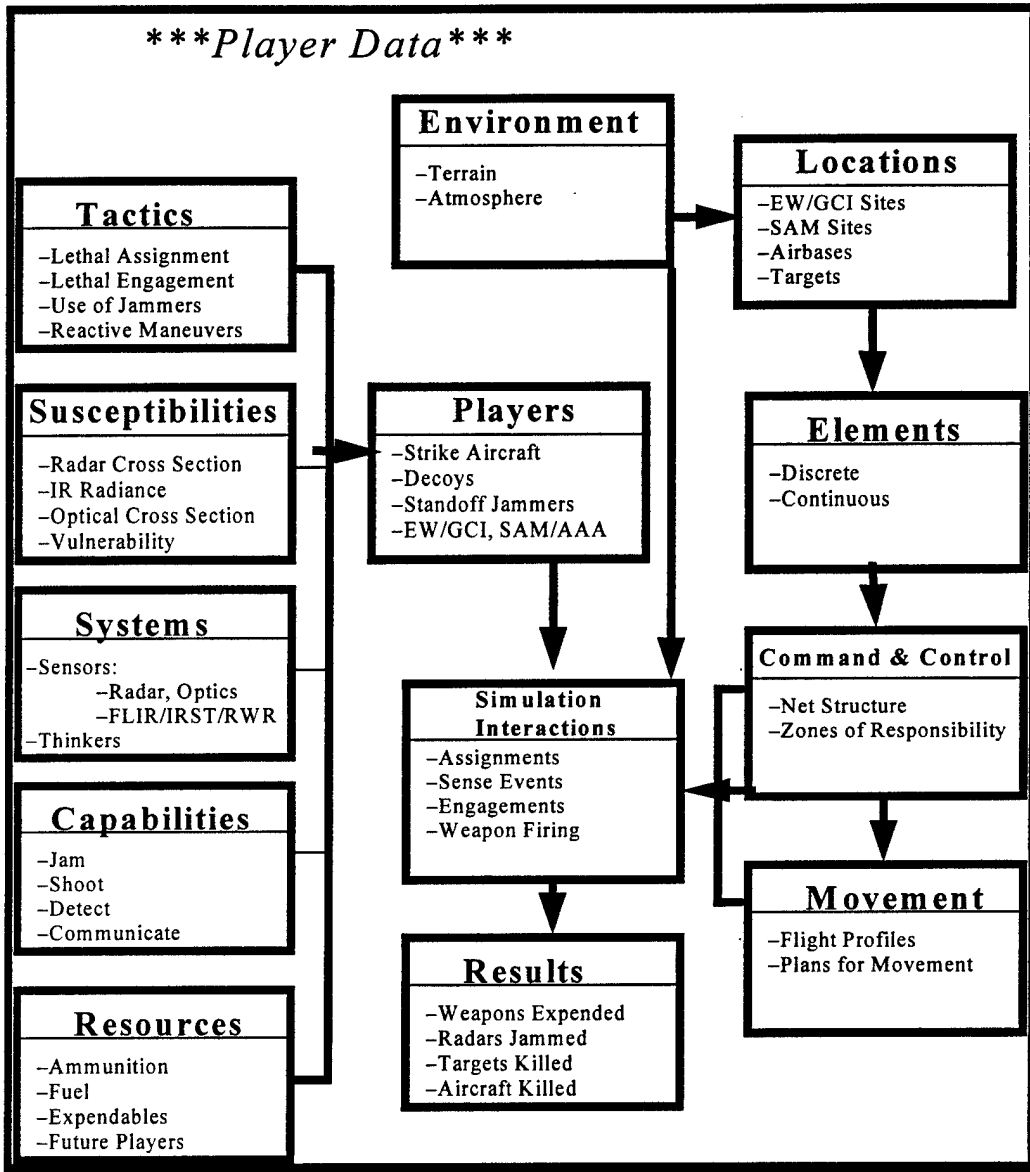 ***Player Data***
Tactics
–Lethal Assignment
–Lethal Engagement
–Use of Jammers
–Reactive Maneuvers
Susceptibilities
–Radar Cross Section
–IR Radiance
–Optical Cross Section
–Vulnerability
Systems
–Sensors:
–Radar, Optics
–FLIR/IRST/RWR
–Thinkers
Capabilities
–Jam
–Shoot
–Detect
–Communicate
Resources
–Ammunition
–Fuel
–Expendables
–Future Players
Environment
–Terrain
–Atmosphere
Players
–Strike Aircraft
–Decoys
–Standoff Jammers
–EW/GCI, SAM/AAA
Simulation
Interactions
–Assignments
–Sense Events
–Engagements
–Weapon Firing
Results
–Weapons Expended
–Radars Jammed
–Targets Killed
–Aircraft Killed
Locations
–EW/GCI Sites
–SAM Sites
–Airbases
–Targets
Elements
–Discrete
–Continuous
Command & Control
–Net Structure
–Zones of Responsibility
Movement
–Flight Profiles
–Plans for Movement